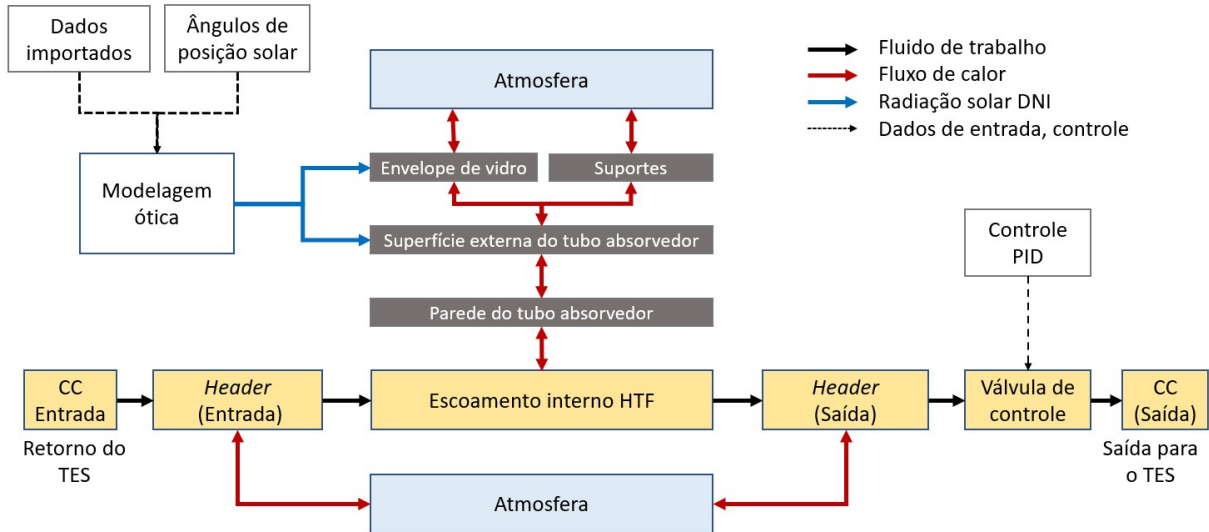 Dados
importados
Ângulos de
posição solar
Atmosfera
Fluido de trabalho
Fluxo de calor
Radiação solar DNI
Dados de entrada, controle
Modelagem
ótica
Envelope de vidro
Suportes
Superfície externa do tubo absorvedor
Controle
PID
Parede do tubo absorvedor
CC
Entrada
Header
(Entrada)
Escoamento interno HTF
Header
(Saída)
Válvula de
controle
CC
(Saída)
Retorno do
TES
Saída para
o TES
Atmosfera